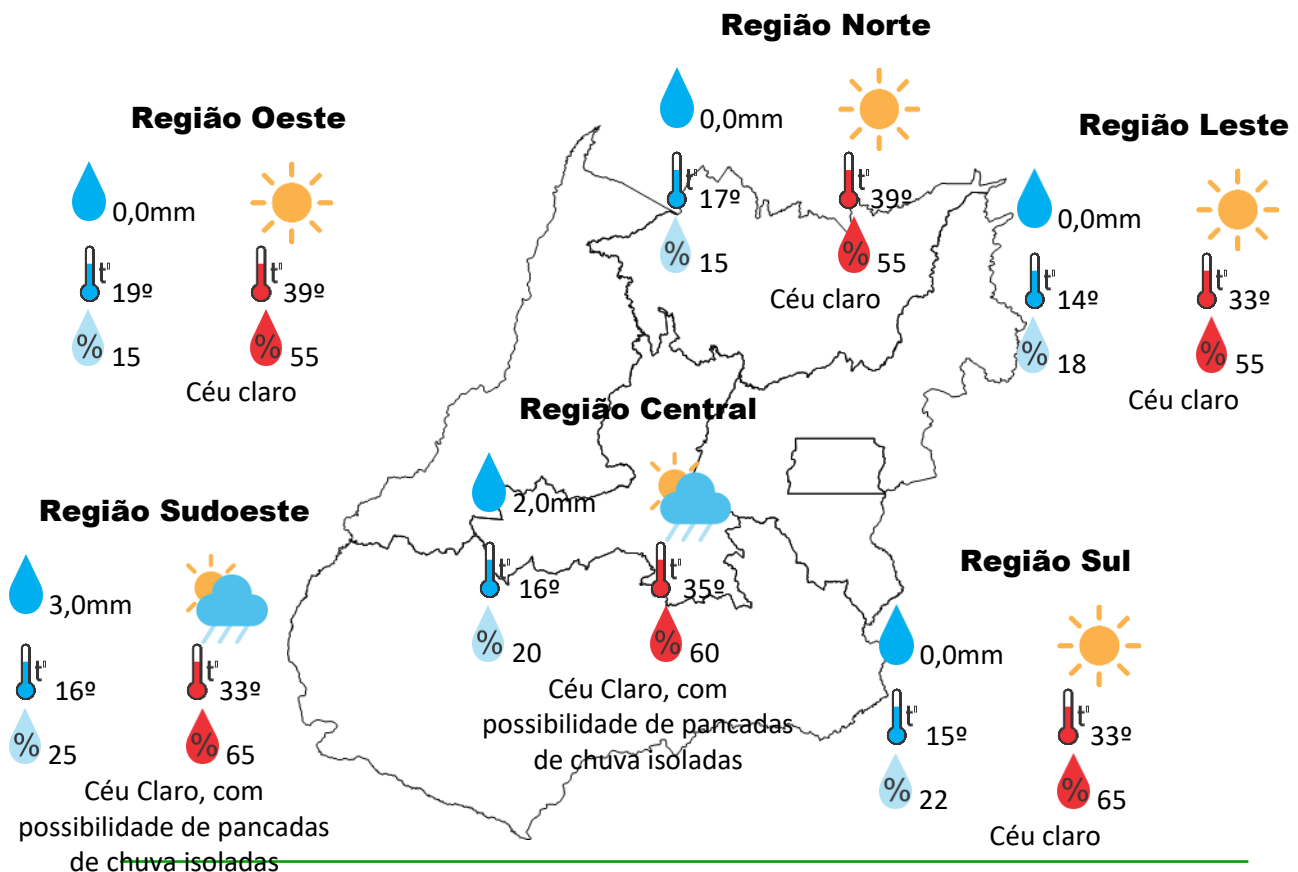 Região Norte
0,0mm
t°
17º
t°
39º
%
15
%
55
Céu claro
Região Oeste
0,0mm
t°
19º
t°
39º
%
15
%
55
Céu claro
Região Leste
0,0mm
t°
14º
t°
33º
%
18
%
55
Céu claro
Região Central
2,0mm
t°
16º
t°
35º
%
20
%
60
Céu Claro, com
possibilidade de pancadas
de chuva isoladas
Região Sudoeste
3,0mm
t°
16º
t°
33º
%
25
%
65
Céu Claro, com
possibilidade de pancadas
de chuva isoladas
Região Sul
0,0mm
t°
15º
t°
33º
%
22
%
65
Céu claro